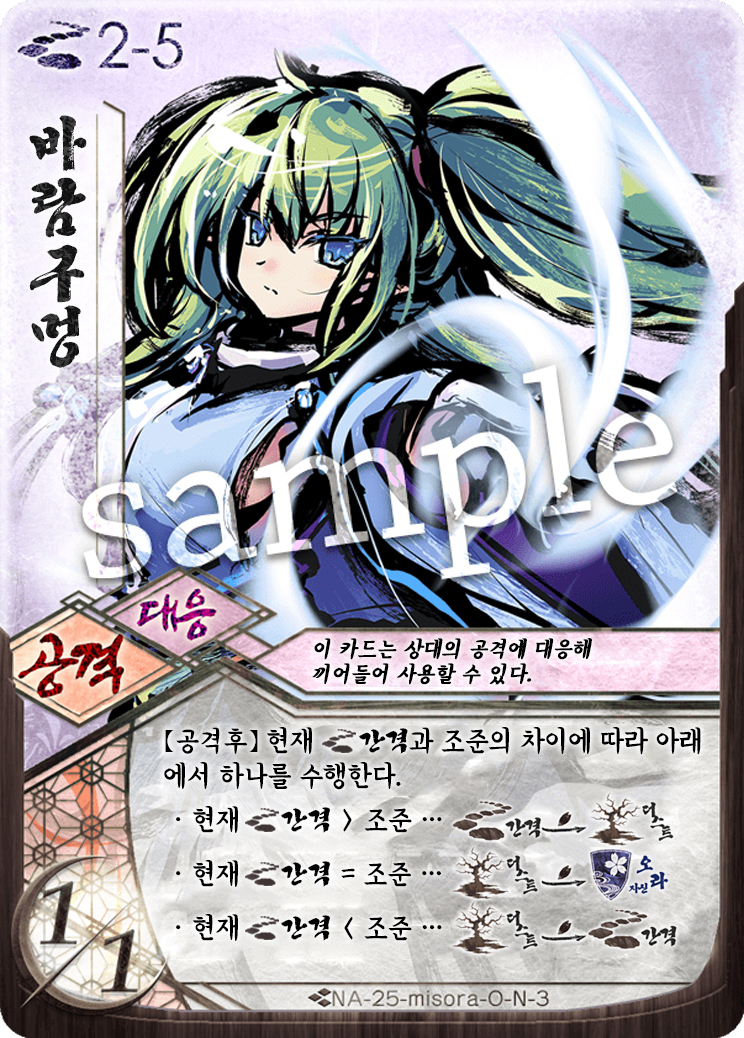 2-5
바람구멍
sample
대응
공격
이 카드는 상대의 공격에 대응해
끼어들어 사용할 수 있다.
【공격후】현재 간격과 조준의 차이에 따라 아래
에서 하나를 수행한다.
· 현재 간격 > 조준 … 간격 더스트
· 현재 간격 = 조준 … 더스트 자신 오라
· 현재 간격 < 조준 … 더스트 간격
1/1
NA-25-misora-O-N-3